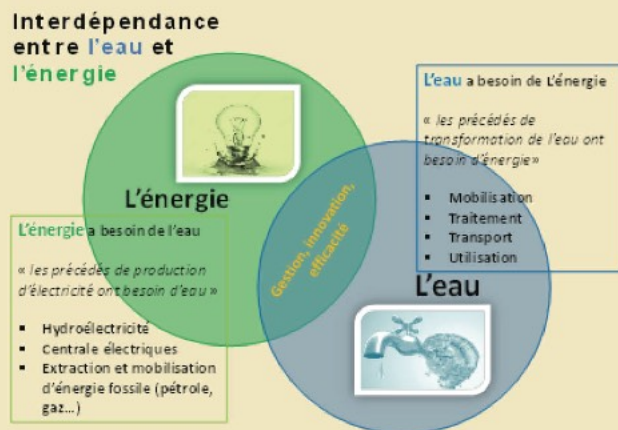 Interdépendance
entre l'eau et
l'énergie
L'énergie
L'énergie a besoin de l'eau
« les précédés de production
d'électricité ont besoin d'eau »
▪ Hydroélectricité
▪ Centrale électriques
▪ Extraction et mobilisation
d'énergie fossile (pétrole,
gaz...)
Gestion, innovation,
efficacité
L'eau a besoin de L'énergie
« les précédés de
transformation de l'eau ont
besoin d'énergie »
▪ Mobilisation
▪ Traitement
▪ Transport
▪ Utilisation
L'eau